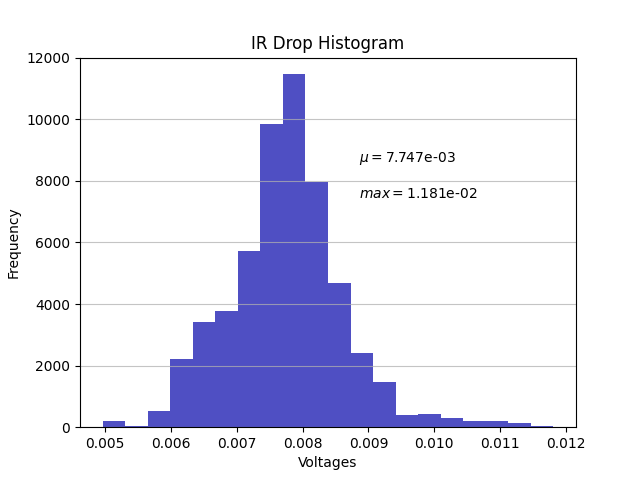 IR Drop Histogram
12000
10000
8000
6000
4000
2000
0
Frequency
μ = 7.747e-03
max = 1.181e-02
0.005 0.006 0.007 0.008 0.009 0.010 0.011 0.012
Voltages